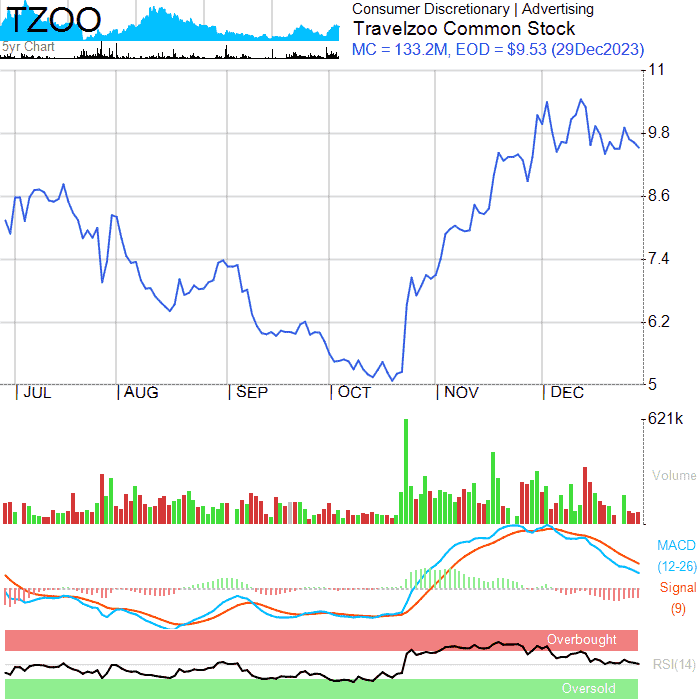 TZOO
5yr Chart
Consumer Discretionary | Advertising
Travelzoo Common Stock
MC = 133.2M, EOD = $9.53 (29Dec2023)
11
9.8
8.6
7.4
6.2
5
JUL AUG SEP OCT NOV DEC
621k
Volume
MACD
(12-26)
Signal
(9)
Overbought
RSI(14)
Oversold